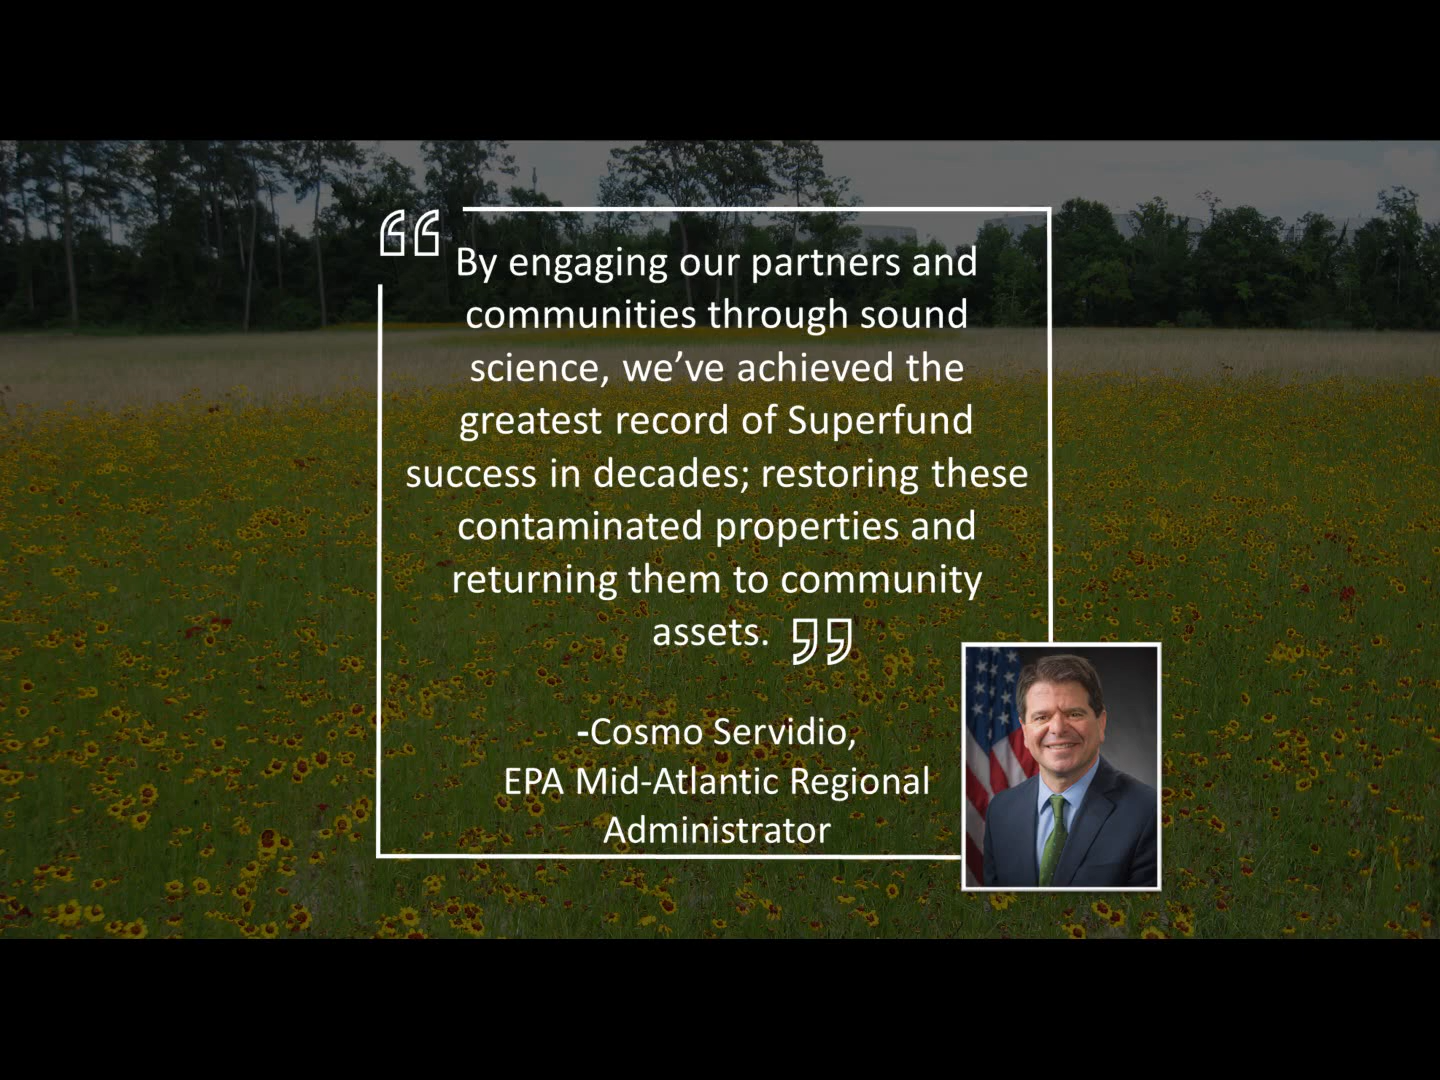 “ By engaging our partners and
communities through sound
science, we’ve achieved the
greatest record of Superfund
success in decades; restoring these
contaminated properties and
returning them to community
assets. ”
-Cosmo Servidio,
EPA Mid-Atlantic Regional
Administrator